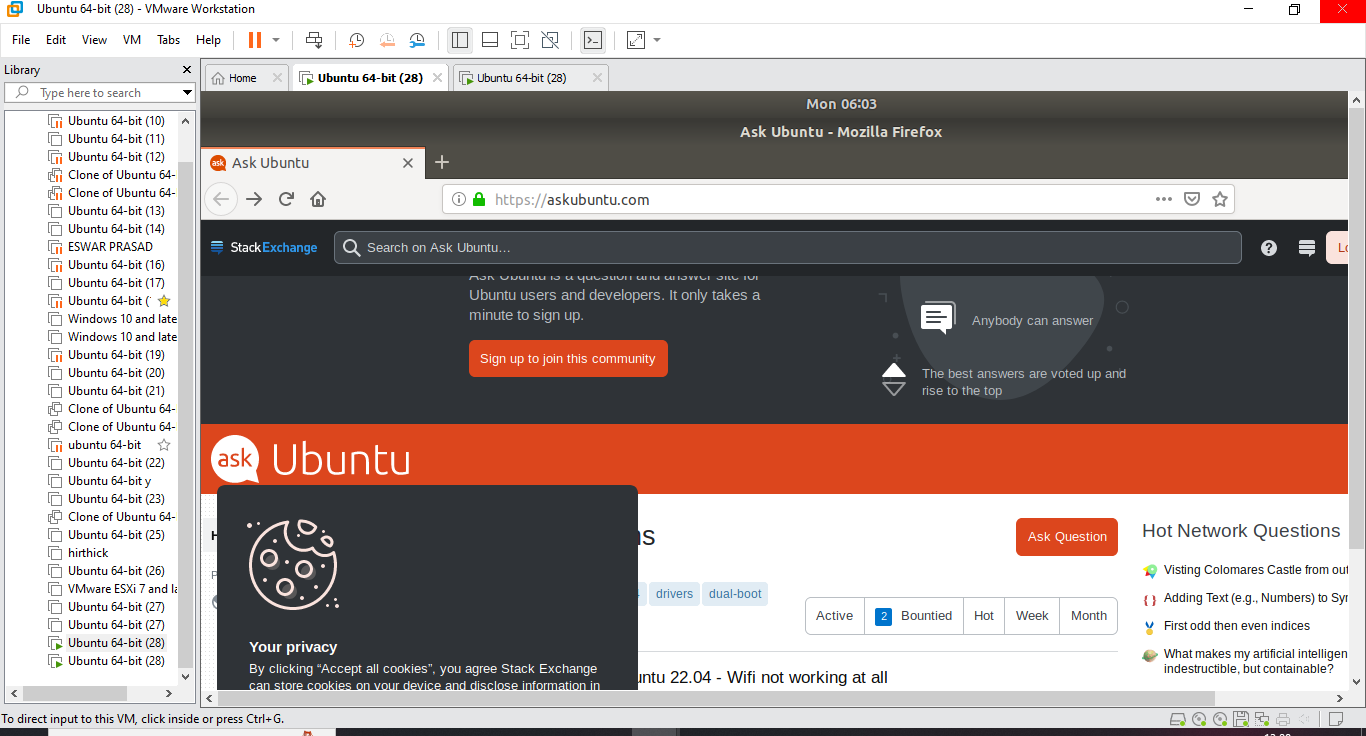 Ubuntu 64-bit (28) - VMware Workstation
File Edit View VM Tabs Help
Library
Type here to search
Ubuntu 64-bit (10)
Ubuntu 64-bit (11)
Ubuntu 64-bit (12)
Clone of Ubuntu 64-
Clone of Ubuntu 64-
Ubuntu 64-bit (13)
Ubuntu 64-bit (14)
ESWAR PRASAD
Ubuntu 64-bit (16)
Ubuntu 64-bit (17)
Ubuntu 64-bit (
Windows 10 and late
Windows 10 and late
Ubuntu 64-bit (19)
Ubuntu 64-bit (20)
Ubuntu 64-bit (21)
Clone of Ubuntu 64-
Clone of Ubuntu 64-
ubuntu 64-bit
Ubuntu 64-bit (22)
Ubuntu 64-bit y
Ubuntu 64-bit (23)
Clone of Ubuntu 64-
Ubuntu 64-bit (25)
hirthick
Ubuntu 64-bit (26)
VMware ESXi 7 and la
Ubuntu 64-bit (27)
Ubuntu 64-bit (27)
Ubuntu 64-bit (28)
Ubuntu 64-bit (28)
Home Ubuntu 64-bit (28) Ubuntu 64-bit (28)
Mon 06:03
Ask Ubuntu - Mozilla Firefox
ask Ask Ubuntu
https://askubuntu.com
StackExchange Search on Ask Ubuntu… Lo
Ask Ubuntu is a question and answer site for
Ubuntu users and developers. It only takes a
minute to sign up.
Sign up to join this community
Anybody can answer
The best answers are voted up and
rise to the top
ask Ubuntu
Ask Question
drivers dual-boot
Active 2 Bountied Hot Week Month
untu 22.04 - Wifi not working at all
Your privacy
By clicking “Accept all cookies”, you agree Stack Exchange
can store cookies on your device and disclose information in
Hot Network Questions
Visting Colomares Castle from out
Adding Text (e.g., Numbers) to Syr
First odd then even indices
What makes my artificial intelligen
indestructible, but containable?
To direct input to this VM, click inside or press Ctrl+G.